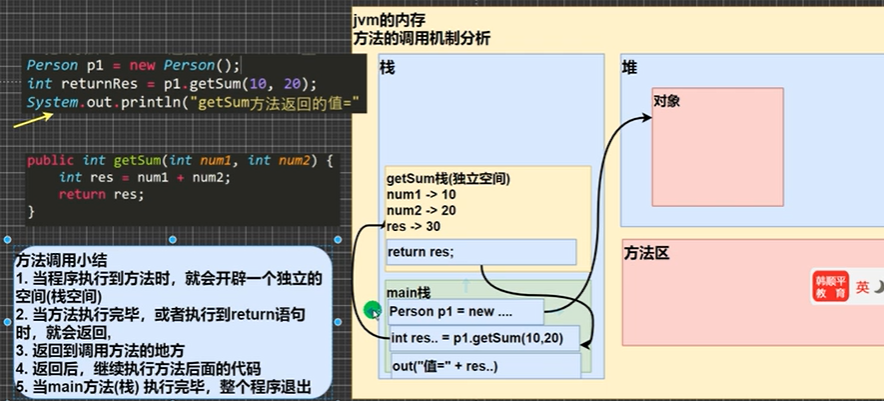 Person p1 = new Person();
int returnRes = p1.getSum(10, 20);
System.out.println("getSum方法返回的值="
public int getSum(int num1, int num2) {
int res = num1 + num2;
return res;
}
方法调用小结
1. 当程序执行到方法时，就会开辟一个独立的
空间(栈空间)
2. 当方法执行完毕，或者执行到return语句
时，就会返回,
3. 返回到调用方法的地方
4. 返回后，继续执行方法后面的代码
5. 当main方法(栈) 执行完毕，整个程序退出
jvm的内存
方法的调用机制分析
栈
getSum栈(独立空间)
num1 -> 10
num2 -> 20
res -> 30
return res;
main栈
Person p1 = new ....
int res.. = p1.getSum(10,20)
out("值=" + res..)
堆
对象
方法区
韩顺平
教育
英